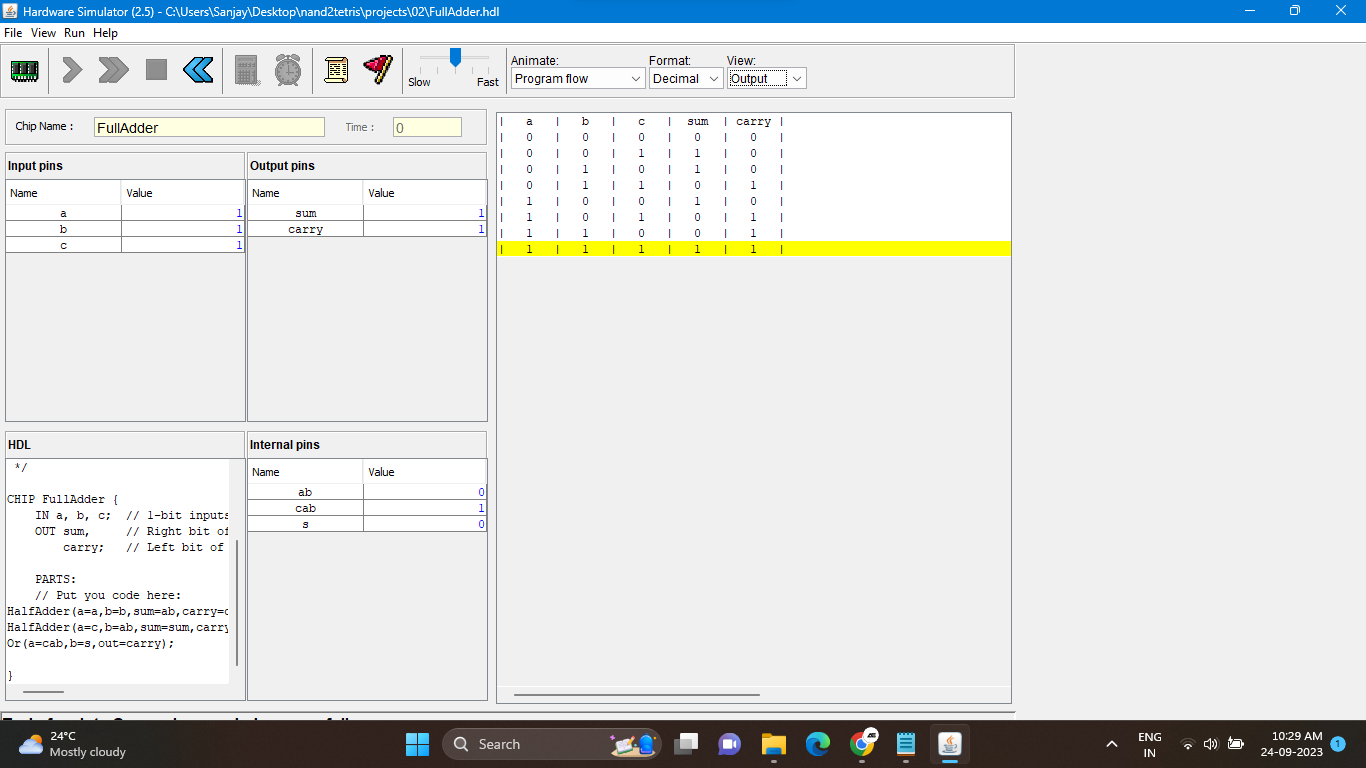 Hardware Simulator (2.5) - C:\Users\Sanjay\Desktop\nand2tetris\projects\02\FullAdder.hdl
File View Run Help
Slow Fast
Animate: Format: View:
Program flow Decimal Output
Chip Name : FullAdder Time : 0
Input pins
Name Value
a 1
b 1
c 1
Output pins
Name Value
sum 1
carry 1
| a | b | c | sum | carry |
| 0 | 0 | 0 | 0 | 0 |
| 0 | 0 | 1 | 1 | 0 |
| 0 | 1 | 0 | 1 | 0 |
| 0 | 1 | 1 | 0 | 1 |
| 1 | 0 | 0 | 1 | 0 |
| 1 | 0 | 1 | 0 | 1 |
| 1 | 1 | 0 | 0 | 1 |
| 1 | 1 | 1 | 1 | 1 |
HDL
*/
CHIP FullAdder {
IN a, b, c; // 1-bit inputs
OUT sum, // Right bit of
carry; // Left bit of
PARTS:
// Put you code here:
HalfAdder(a=a,b=b,sum=ab,carry=c
HalfAdder(a=c,b=ab,sum=sum,carry
Or(a=cab,b=s,out=carry);
}
Internal pins
Name Value
ab 0
cab 1
s 0
24°C
Mostly cloudy
Search
ENG
IN
10:29 AM
24-09-2023
1